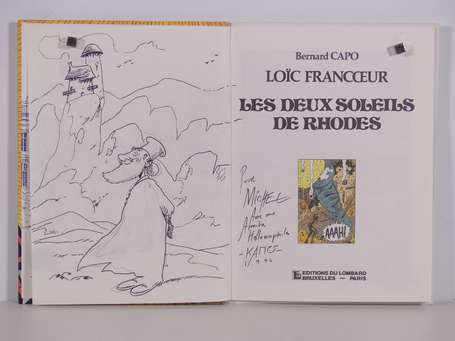 Bernard CAPO
LOÏC FRANCŒUR
LES DEUX SOLEILS
DE RHODES
Pour
MICHEL
AAAH!
EDITIONS DU LOMBARD
BRUXELLES — PARIS